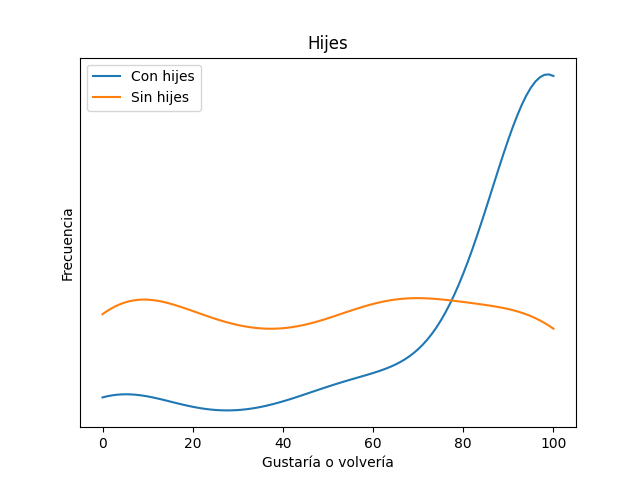 Hijes
Con hijes
Sin hijes
Frecuencia
0 20 40 60 80 100
Gustaría o volvería